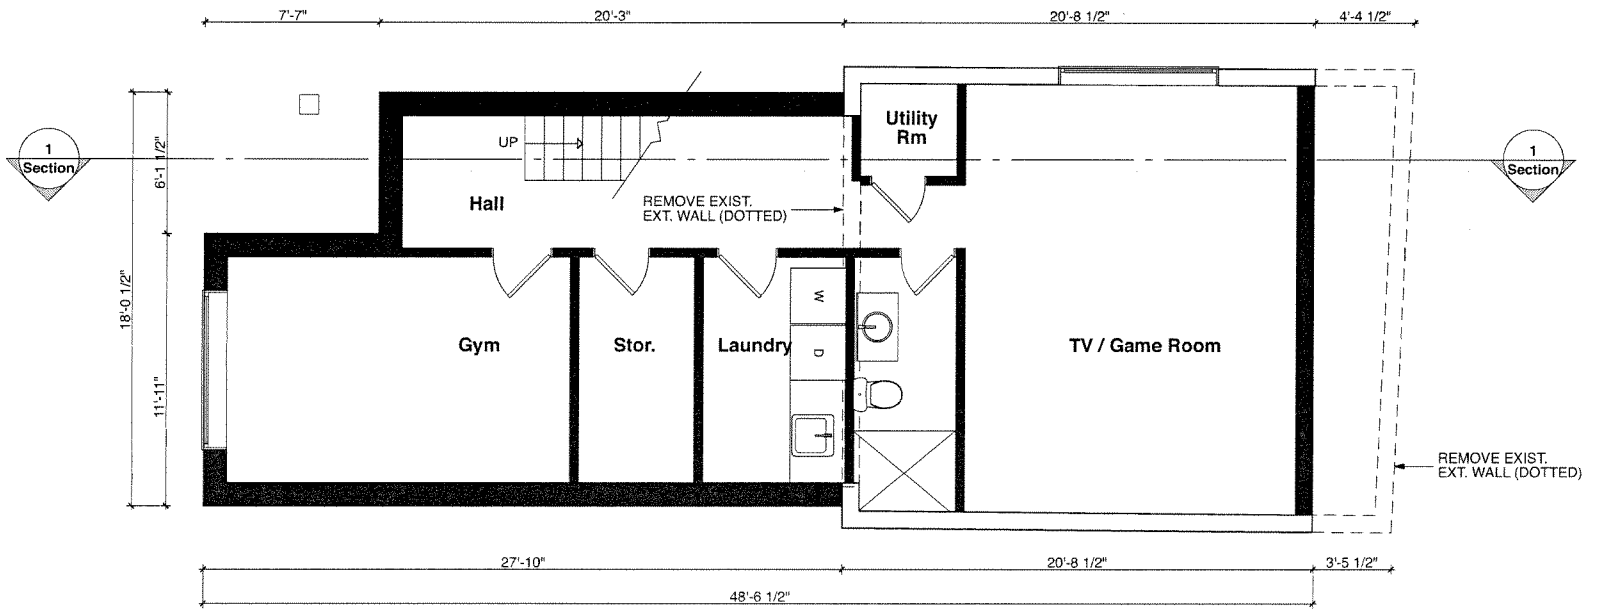 7'-7"
20'-3"
20'-8 1/2"
4'-4 1/2"
1
Section
6'-1 1/2"
18'-0 1/2"
11'-11"
UP
Hall
REMOVE EXIST.
EXT. WALL (DOTTED)
Utility
Rm
1
Section
Gym
Stor.
Laundry
W
D
TV / Game Room
REMOVE EXIST.
EXT. WALL (DOTTED)
27'-10"
20'-8 1/2"
3'-5 1/2"
48'-6 1/2"